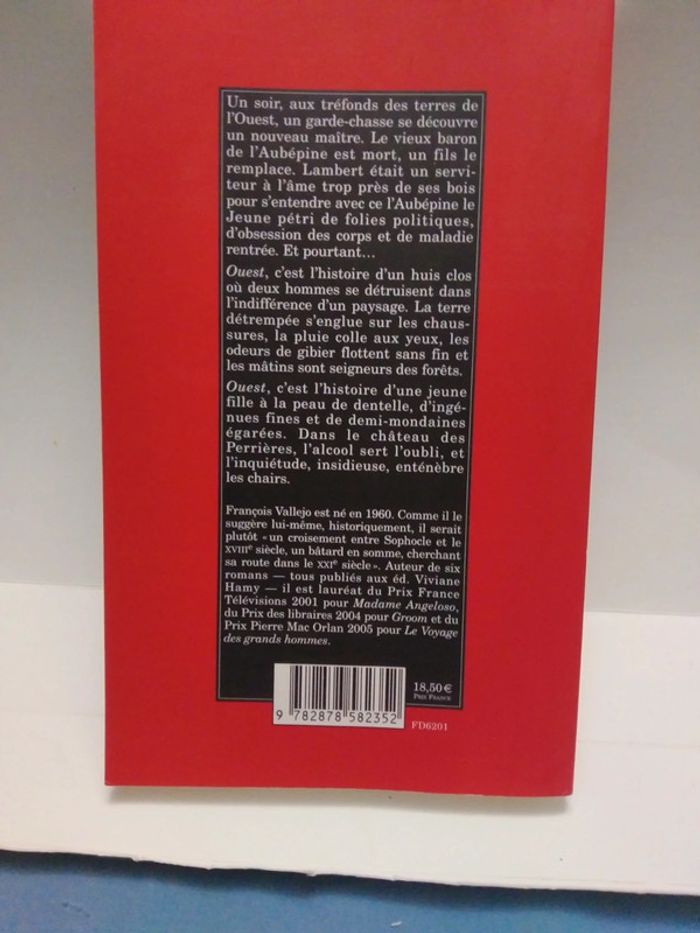 Un soir, aux tréfonds des terres de
l'Ouest, un garde-chasse se découvre
un nouveau maître. Le vieux baron
de l'Aubépine est mort, un fils le
remplace. Lambert était un servi-
teur à l'âme trop près de ses bois
pour s'entendre avec ce l'Aubépine le
Jeune pétri de folies politiques,
d'obsession des corps et de maladie
rentrée. Et pourtant...
Ouest, c'est l'histoire d'un huis clos
où deux hommes se détruisent dans
l'indifférence d'un paysage. La terre
détrempée s'englue sur les chaus-
sures, la pluie colle aux yeux, les
odeurs de gibier flottent sans fin et
les mâtins sont seigneurs des forêts.
Ouest, c'est l'histoire d'une jeune
fille à la peau de dentelle, d'ingé-
nues fines et de demi-mondaines
égarées. Dans le château des
Perrières, l'alcool sert l'oubli, et
l'inquiétude, insidieuse, enténèbre
les chairs.
François Vallejo est né en 1960. Comme il le
suggère lui-même, historiquement, il serait
plutôt « un croisement entre Sophocle et le
XVIIIe siècle, un bâtard en somme, cherchant
sa route dans le XXIe siècle ». Auteur de six
romans — tous publiés aux éd. Viviane
Hamy — il est lauréat du Prix France
Télévisions 2001 pour Madame Angeloso,
du Prix des libraires 2004 pour Groom et du
Prix Pierre Mac Orlan 2005 pour Le Voyage
des grands hommes.
18,50 €
PRIX FRANCE
9 782878 582352
FD6201